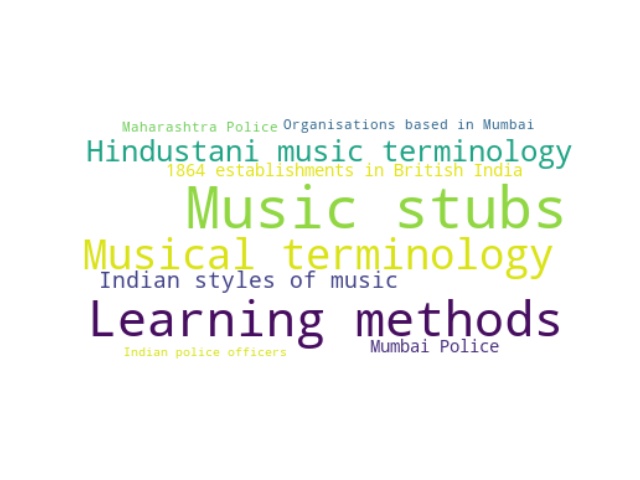 Maharashtra Police
Organisations based in Mumbai
Hindustani music terminology
1864 establishments in British India
Music stubs
Musical terminology
Indian styles of music
Learning methods
Mumbai Police
Indian police officers